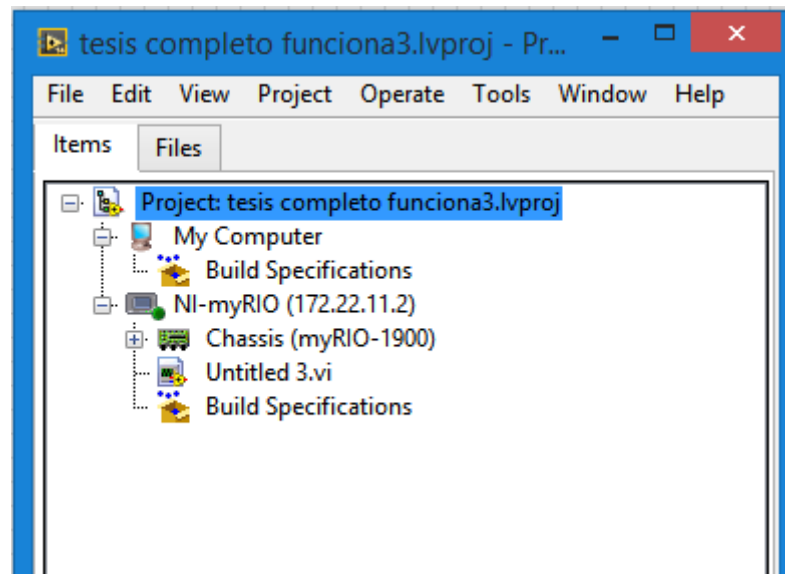 tesis completo funciona3.lvproj - Pr...
File Edit View Project Operate Tools Window Help
Items Files
Project: tesis completo funciona3.lvproj
My Computer
Build Specifications
NI-myRIO (172.22.11.2)
Chassis (myRIO-1900)
Untitled 3.vi
Build Specifications